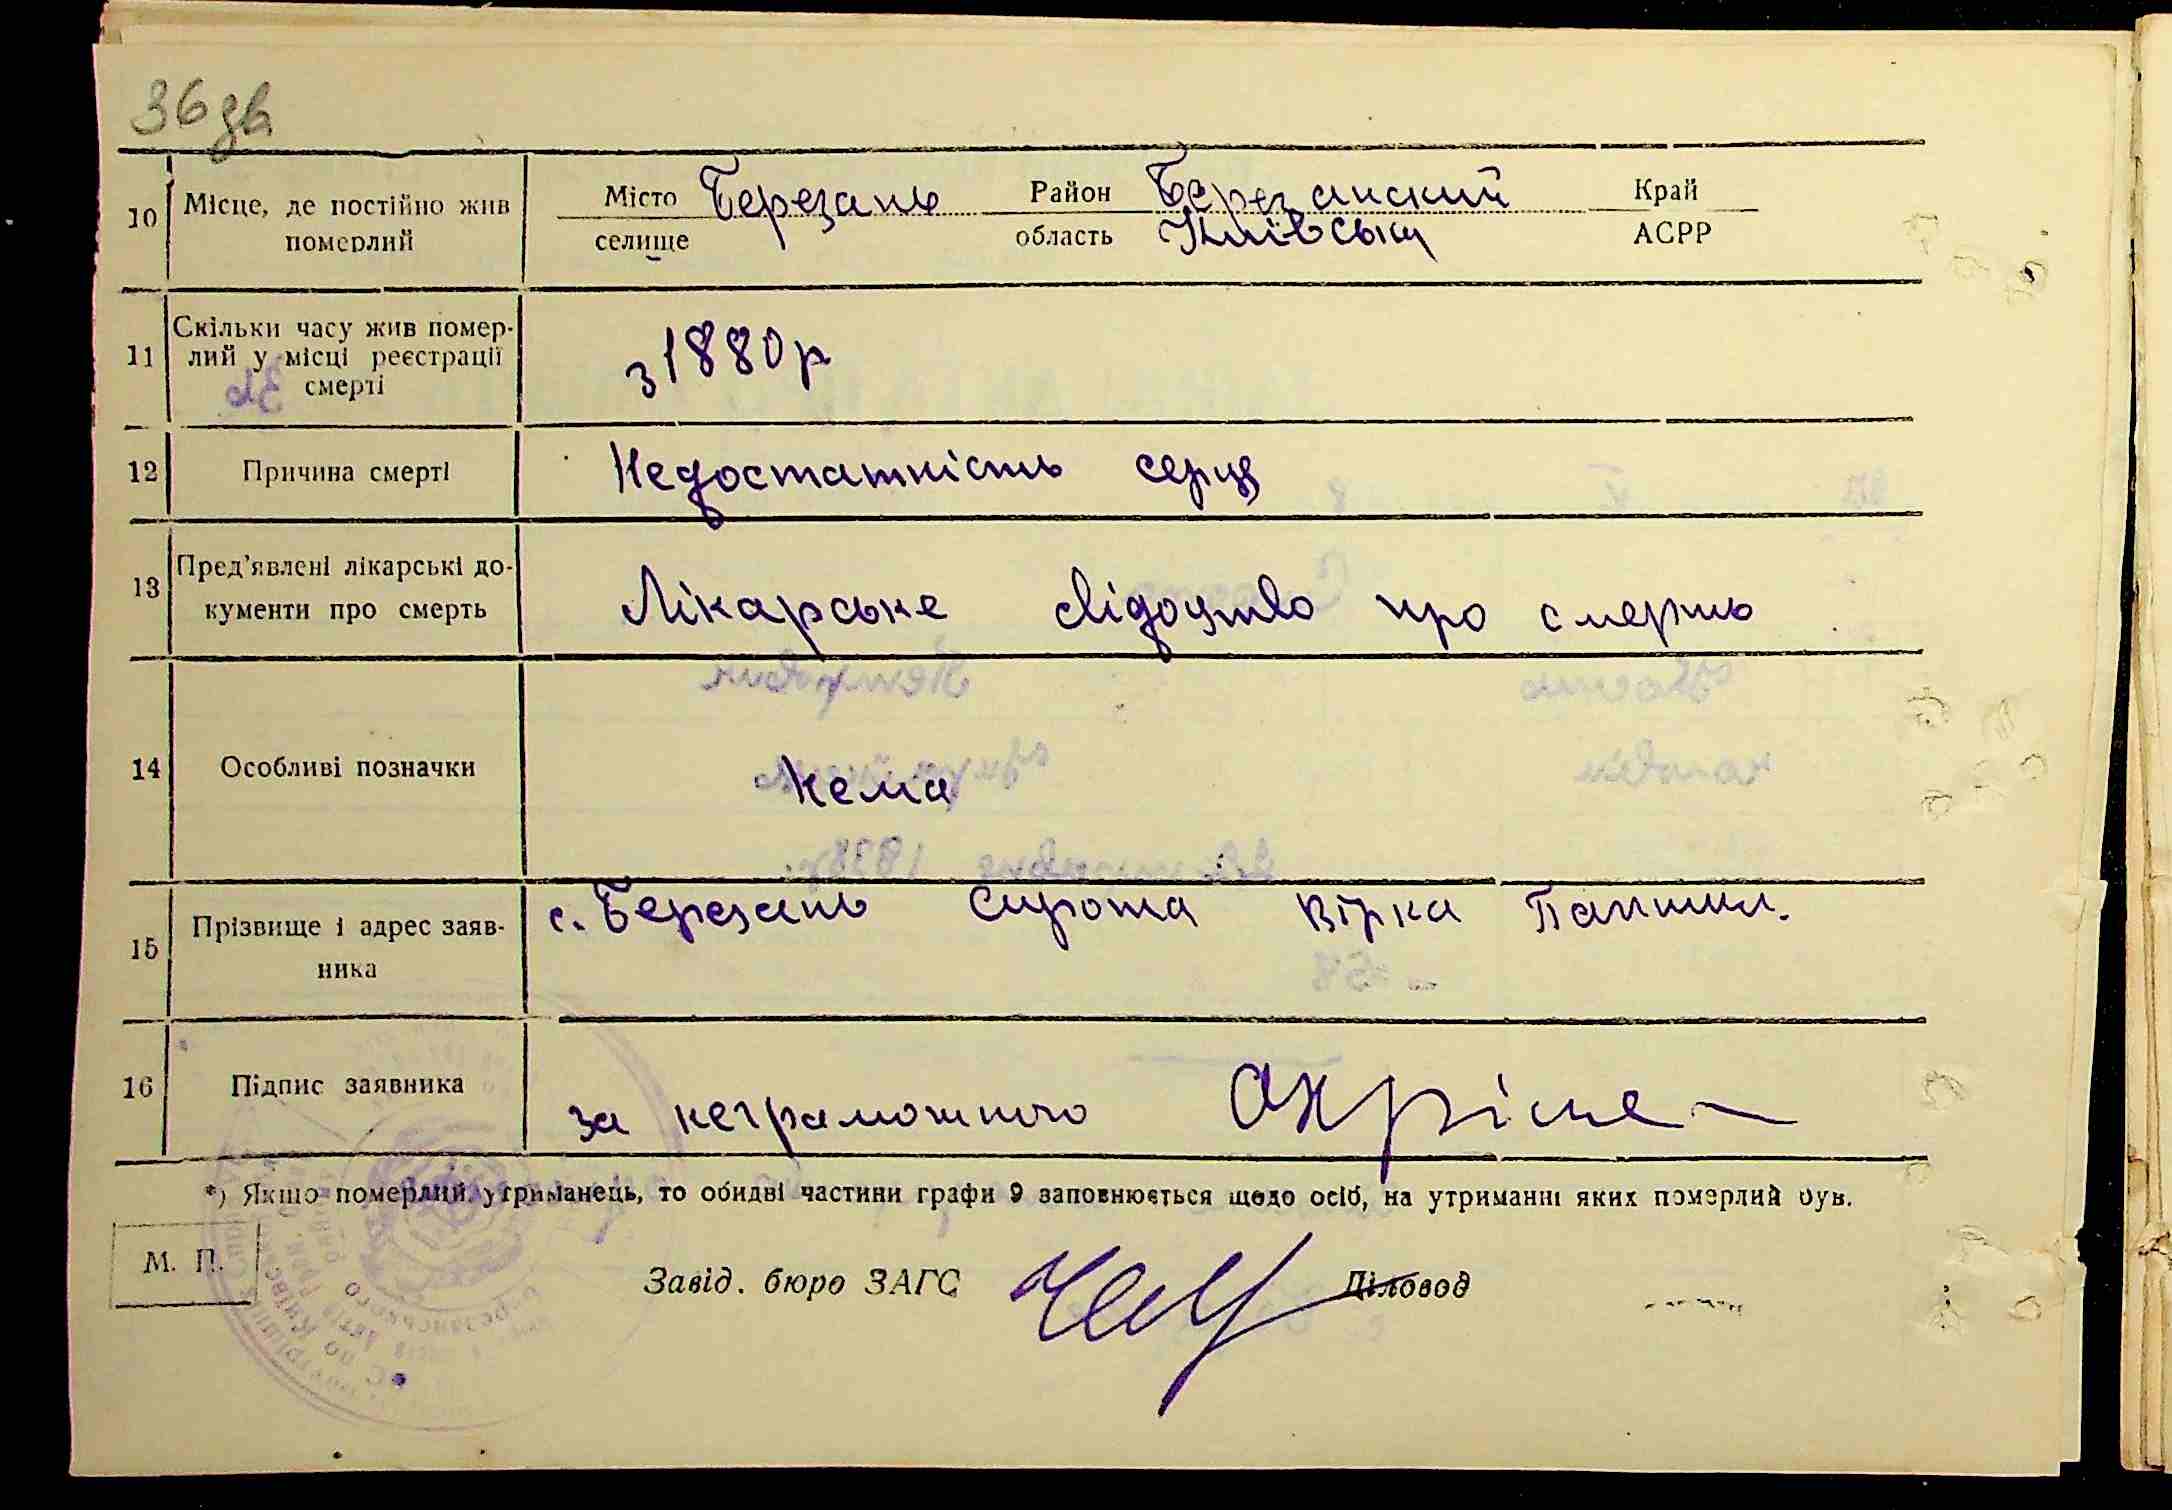 36 зв
10 Місце, де постійно жив померлий
Місто Березань Район Березанский Край
селище область Київська АСРР
11 Скільки часу жив помер-
лий у місці реєстрації
смерті
з 1880 р
12 Причина смерті Недостатність серця
13 Пред'явлені лікарські до-
кументи про смерть
Лікарське свідоцтво про смерть
14 Особливі позначки
нема
15 Прізвище і адрес заяв-
ника
с. Березань Сирота Вірка
16 Підпис заявника
за неграмотного
*) Якшо померлий утриманець, то обидві частини графи 9 заповнюється щодо осіб, на утриманні яких померлий був.
М. П.
Завід. бюро ЗАГС Діловод